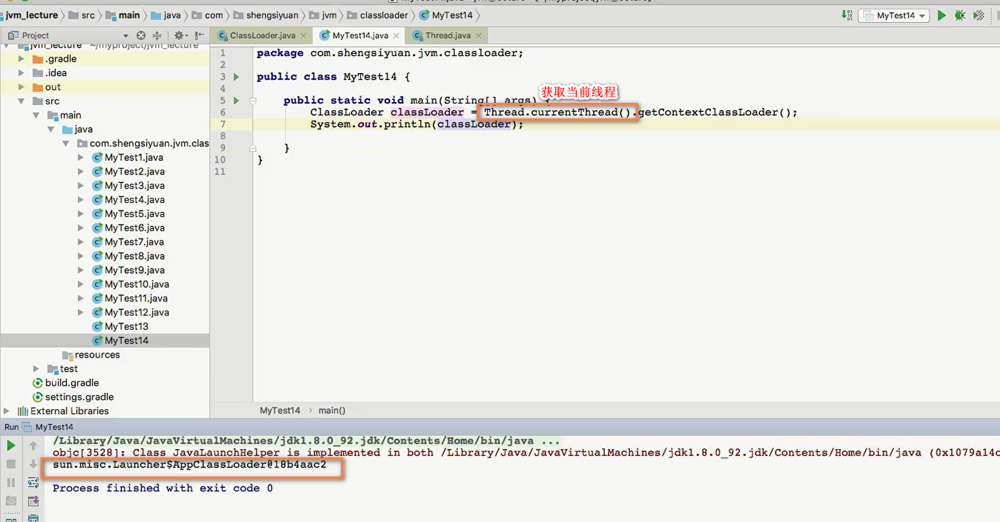 jvm_lecture src main java com shengsiyuan jvm classloader MyTest14
MyTest14
Project
ClassLoader.java MyTest14.java Thread.java
jvm_lecture ~/myproject/jvm_lecture
.gradle
.idea
out
src
main
java
com.shengsiyuan.jvm.clas
MyTest1.java
MyTest2.java
MyTest3.java
MyTest4.java
MyTest5.java
MyTest6.java
MyTest7.java
MyTest8.java
MyTest9.java
MyTest10.java
MyTest11.java
MyTest12.java
MyTest13
MyTest14
resources
test
build.gradle
settings.gradle
External Libraries
1 package com.shengsiyuan.jvm.classloader;
2
3 public class MyTest14 {
4
获取当前线程
5 public static void main(String[] args) {
6 ClassLoader classLoader = Thread.currentThread().getContextClassLoader();
7 System.out.println(classLoader);
8
9 }
10 }
11
MyTest14 main()
Run MyTest14
/Library/Java/JavaVirtualMachines/jdk1.8.0_92.jdk/Contents/Home/bin/java ...
objc[3528]: Class JavaLaunchHelper is implemented in both /Library/Java/JavaVirtualMachines/jdk1.8.0_92.jdk/Contents/Home/bin/java (0x1079a14c
sun.misc.Launcher$AppClassLoader@18b4aac2
Process finished with exit code 0